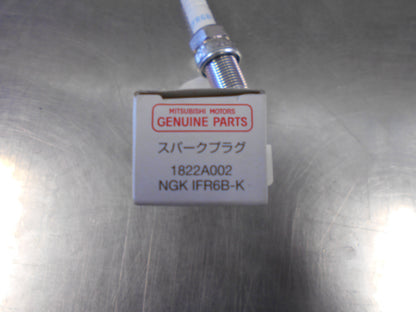 MITSUBISHI MOTORS
GENUINE PARTS
スパークプラグ
1822A002
NGK IFR6B-K